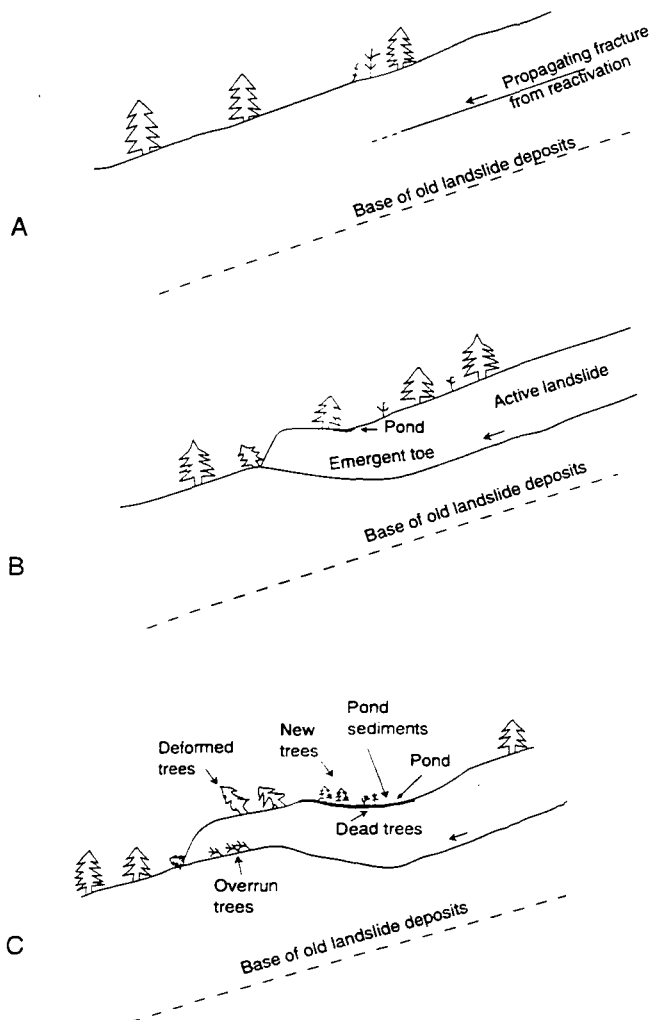 Propagating fracture
from reactivation
Base of old landslide deposits
A
Active landslide
Pond
Emergent toe
Base of old landslide deposits
B
Pond
sediments
New
trees
Deformed
trees
Pond
Dead trees
Overrun
trees
Base of old landslide deposits
C